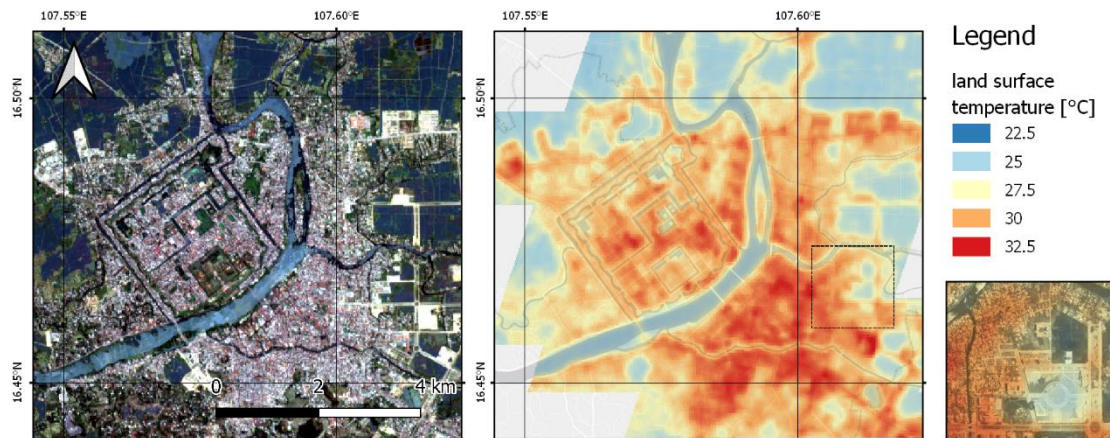 107.55°E
107.60°E
107.55°E
107.60°E
16.50°N
16.45°N
0 2 4 km
16.50°N
16.45°N
Legend
land surface
temperature [°C]
22.5
25
27.5
30
32.5